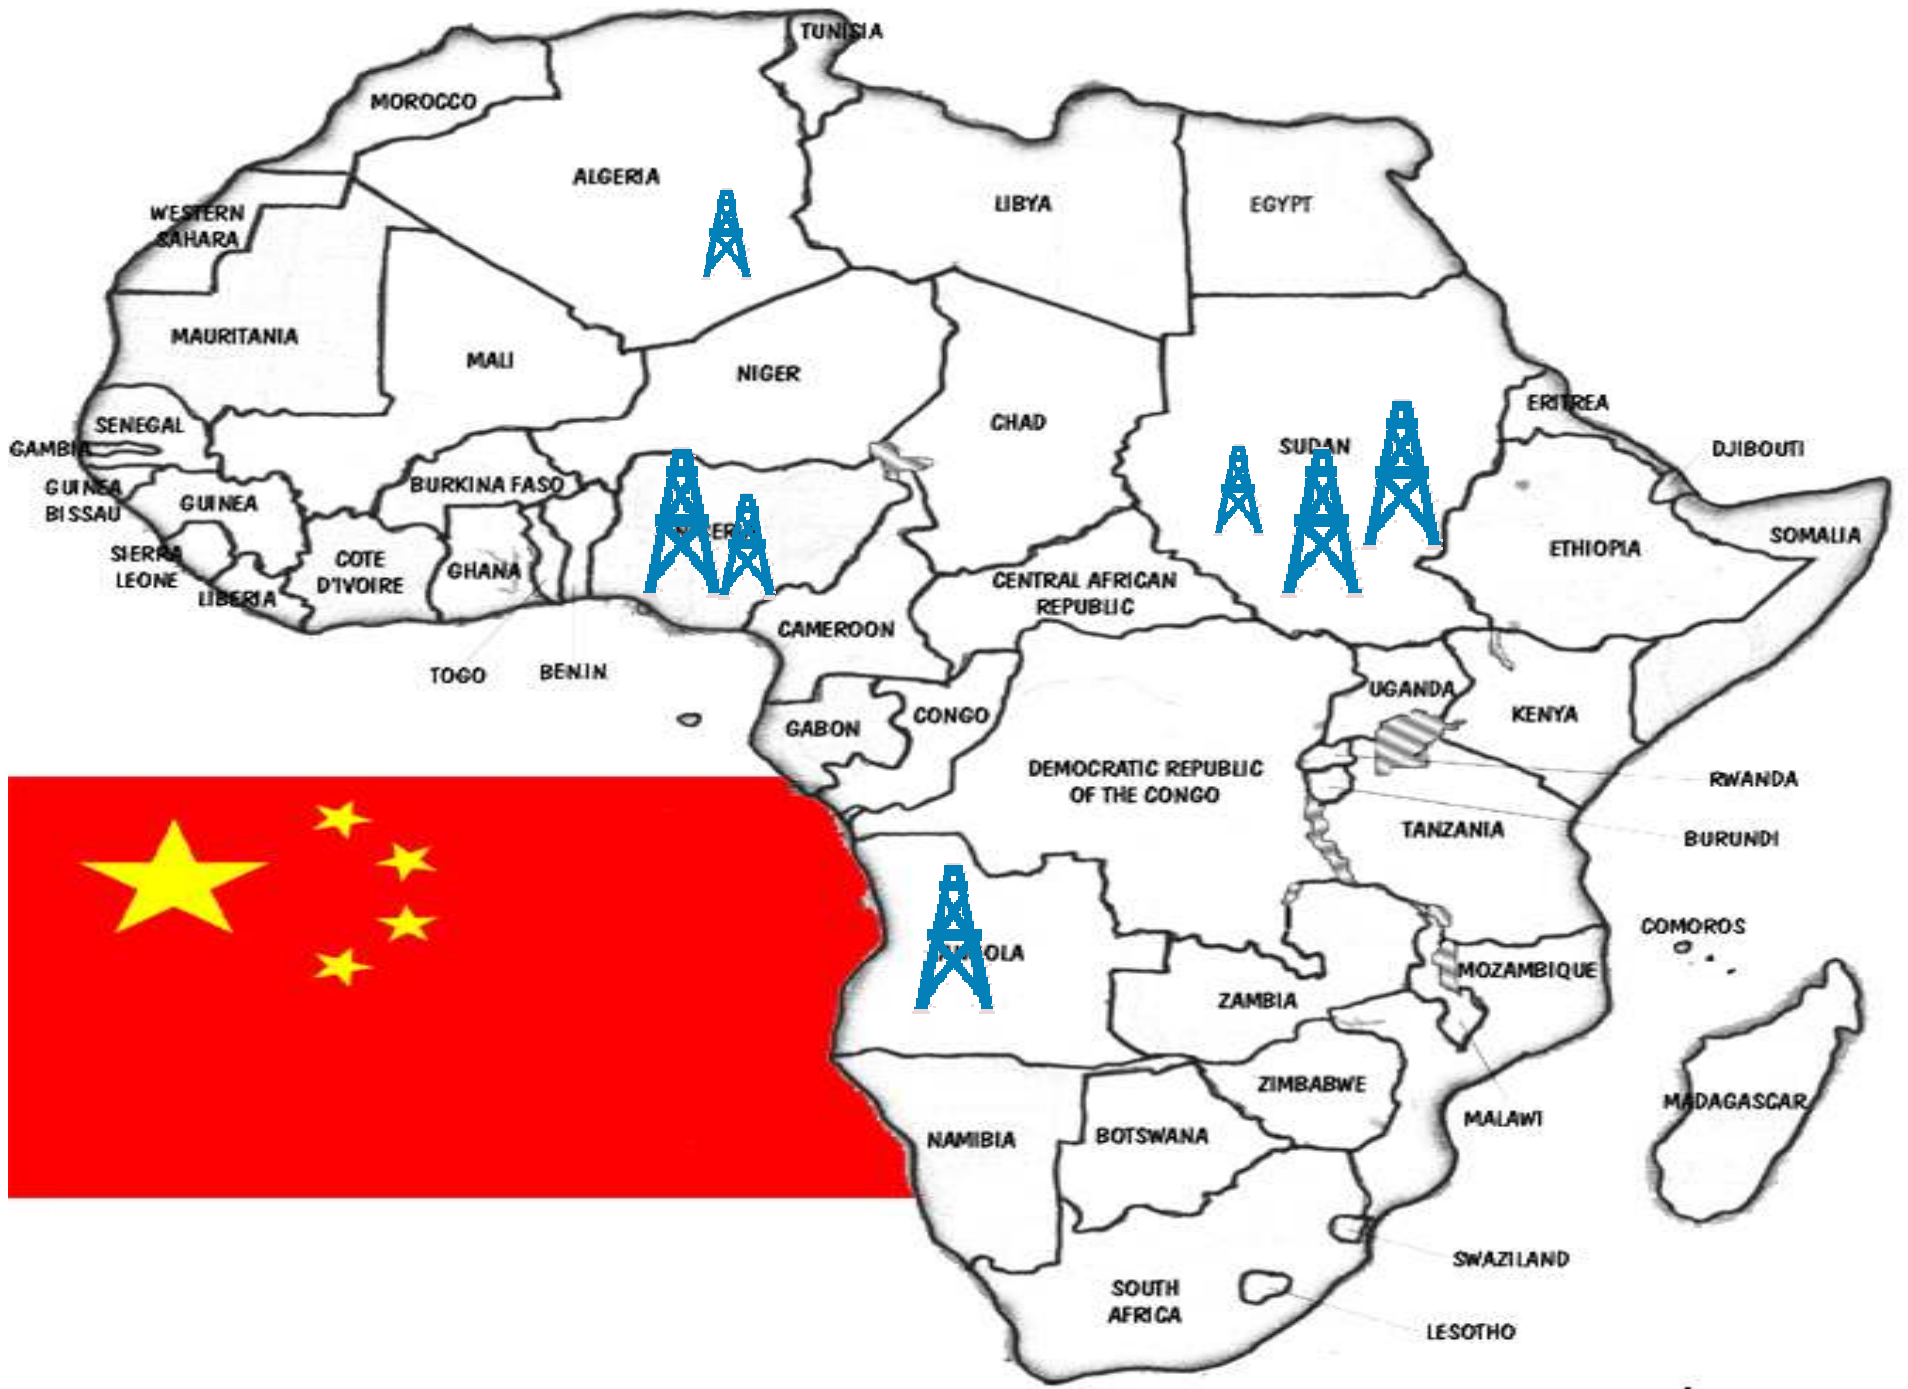 TUNISIA
MOROCCO
ALGERIA
LIBYA
EGYPT
WESTERN
SAHARA
MAURITANIA
MALI
NIGER
CHAD
SUDAN
ERITREA
DJIBOUTI
SENEGAL
GAMBIA
GUINEA
BISSAU
GUINEA
BURKINA FASO
SIERRA
LEONE
LIBERIA
COTE
D'IVOIRE
GHANA
ETHIOPIA
SOMALIA
CENTRAL AFRICAN
REPUBLIC
CAMEROON
TOGO
BENIN
UGANDA
KENYA
GABON
CONGO
DEMOCRATIC REPUBLIC
OF THE CONGO
RWANDA
BURUNDI
TANZANIA
COMOROS
ZAMBIA
MOZAMBIQUE
ZIMBABWE
MALAWI
MADAGASCAR
NAMIBIA
BOTSWANA
SWAZILAND
SOUTH
AFRICA
LESOTHO